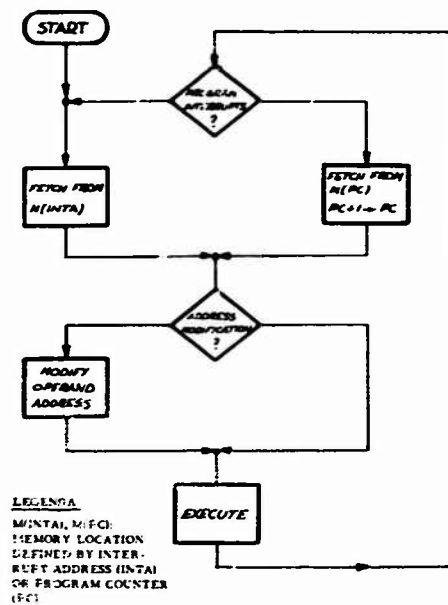 START
PROGRAM
INTERRUPTS
?
FETCH FROM
M(INTA)
FETCH FROM
M(PC)
PC+1→PC
ADDRESS
MODIFICATION
?
MODIFY
OPERAND
ADDRESS
EXECUTE
LEGENDA
M(INTA), M(PC):
MEMORY LOCATION
DEFINED BY INTER-
RUPT ADDRESS (INTA)
OR PROGRAM COUNTER
(PC)